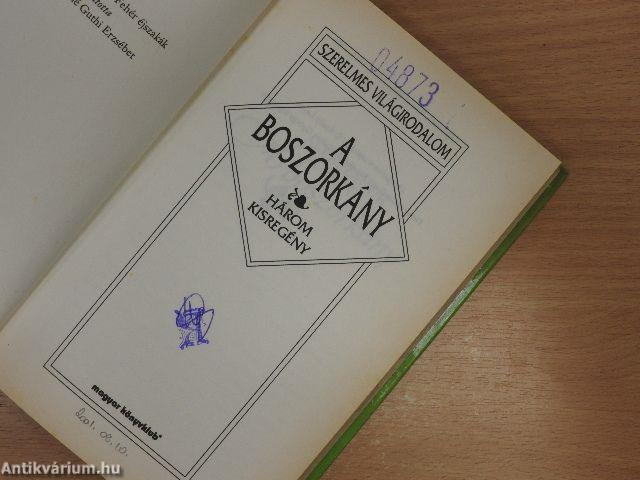 Fehér éjszakák
Guthi Erzsébet
04873
SZERELMES VILÁGIRODALOM
A
BOSZORKÁNY
HÁROM
KISREGÉNY
magyar könyvklub
2001. 08. 10.
Antikvárium.hu